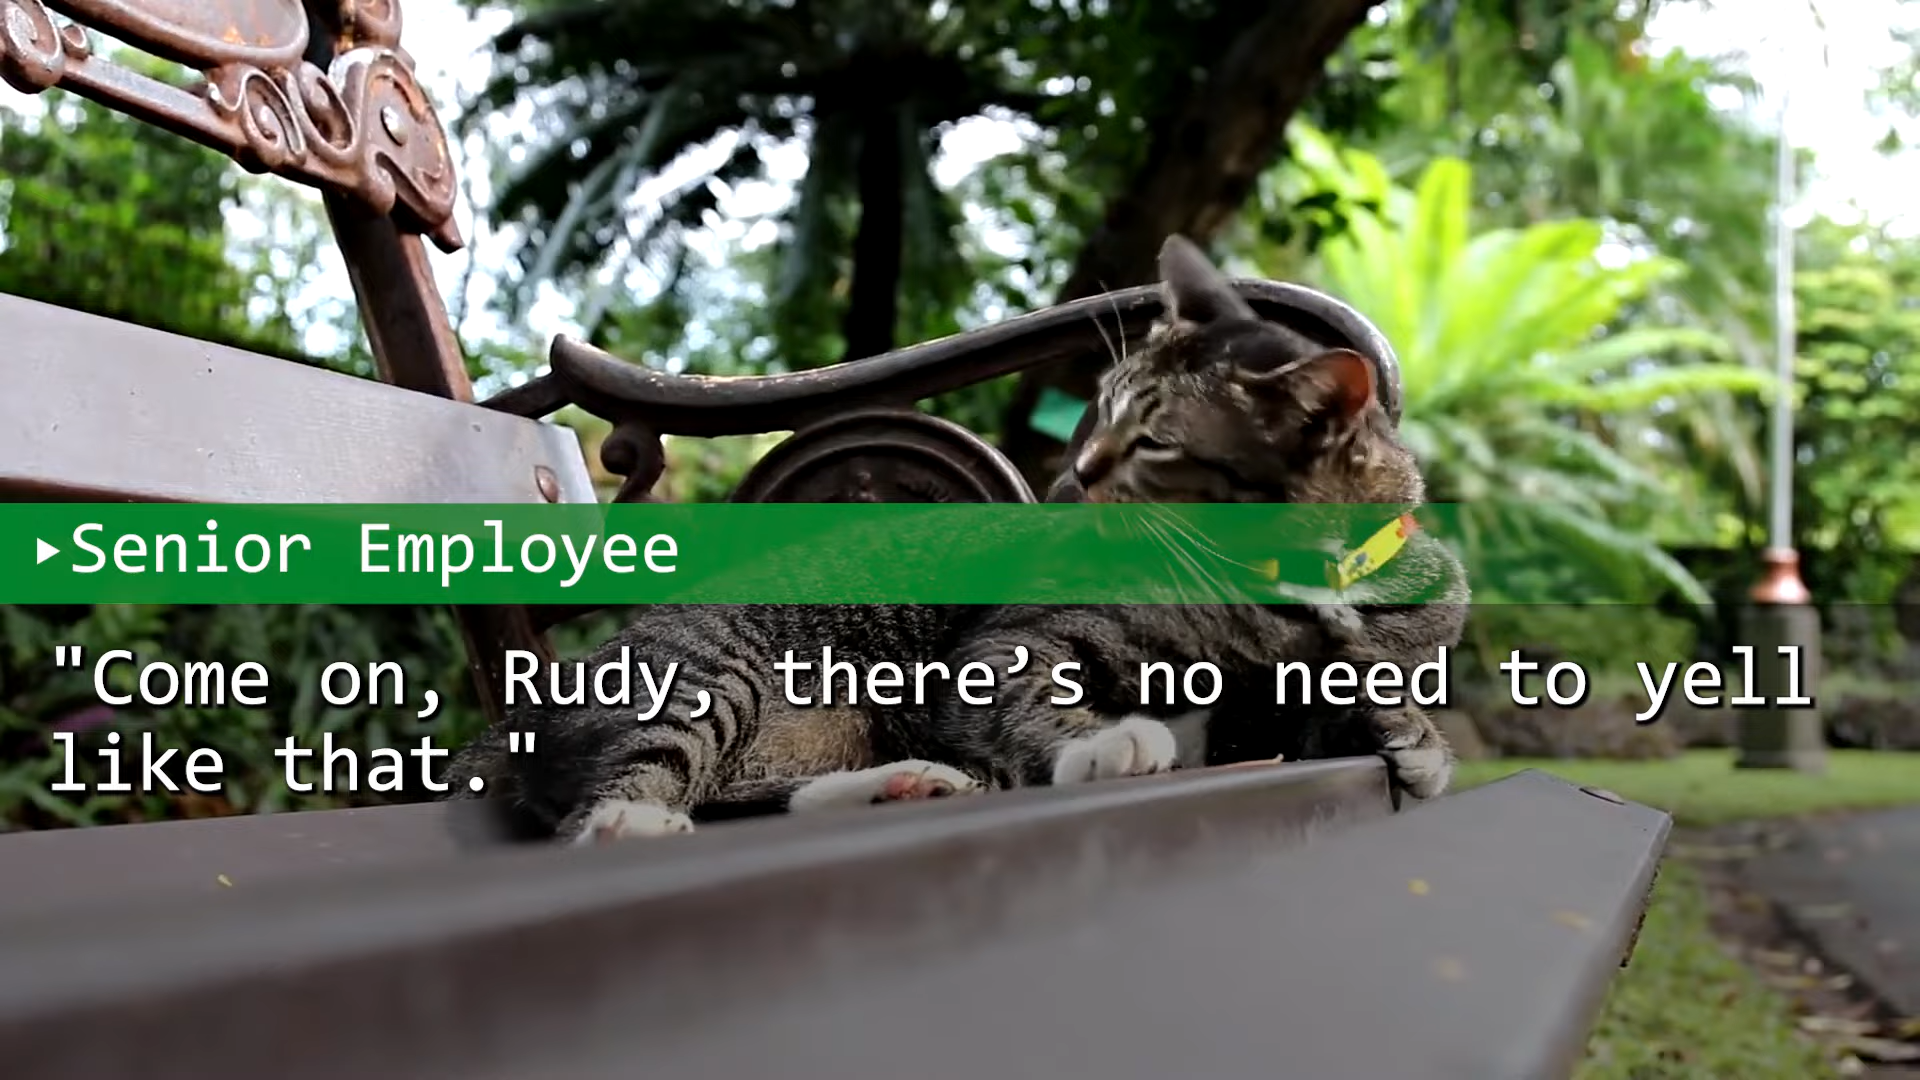 ▶Senior Employee
"Come on, Rudy, there’s no need to yell
like that."